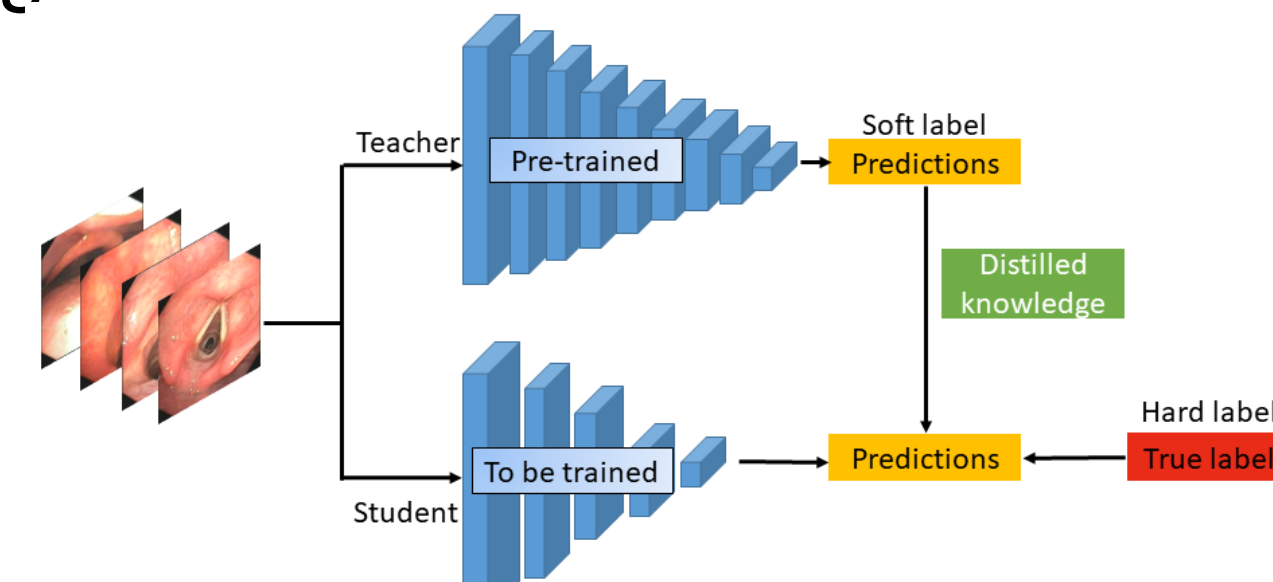 Teacher
Pre-trained
Soft label
Predictions
Distilled
knowledge
Student
To be trained
Predictions
Hard label
True label